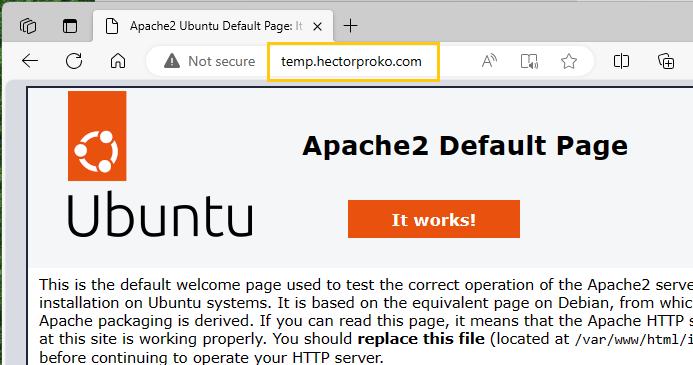 Apache2 Ubuntu Default Page: It
Not secure
temp.hectorproko.com
Apache2 Default Page
Ubuntu
It works!
This is the default welcome page used to test the correct operation of the Apache2 serve
installation on Ubuntu systems. It is based on the equivalent page on Debian, from whic
Apache packaging is derived. If you can read this page, it means that the Apache HTTP s
at this site is working properly. You should replace this file (located at /var/www/html/i
before continuing to operate your HTTP server.